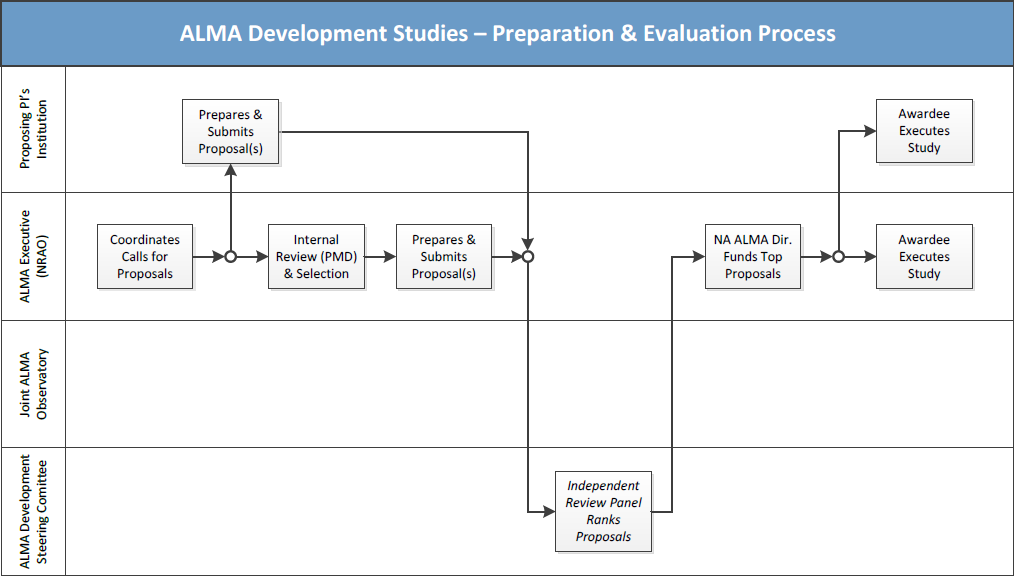 ALMA Development Studies – Preparation & Evaluation Process
Proposing PI's
Institution
Prepares &
Submits
Proposal(s)
Awardee
Executes
Study
ALMA Executive
(NRAO)
Coordinates
Calls for
Proposals
Internal
Review (PMD)
& Selection
Prepares &
Submits
Proposal(s)
NA ALMA Dir.
Funds Top
Proposals
Awardee
Executes
Study
Joint ALMA
Observatory
ALMA Development
Steering Comittee
Independent
Review Panel
Ranks
Proposals